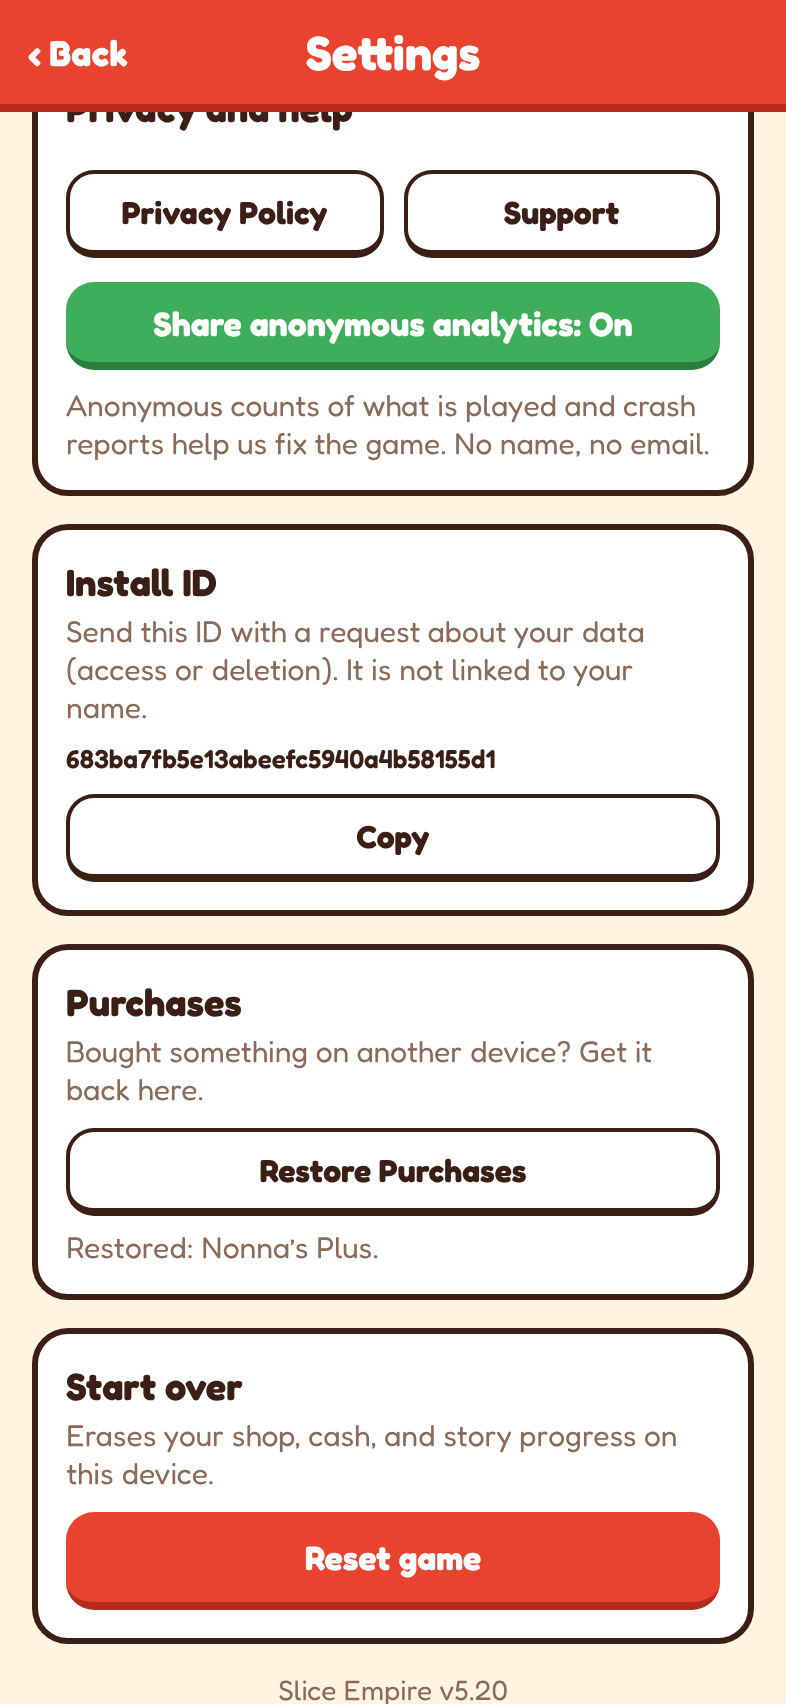 ‹ Back
Settings
Privacy and help
Privacy Policy
Support
Share anonymous analytics: On
Anonymous counts of what is played and crash
reports help us fix the game. No name, no email.
Install ID
Send this ID with a request about your data
(access or deletion). It is not linked to your
name.
683ba7fb5e13abeefc5940a4b58155d1
Copy
Purchases
Bought something on another device? Get it
back here.
Restore Purchases
Restored: Nonna’s Plus.
Start over
Erases your shop, cash, and story progress on
this device.
Reset game
Slice Empire v5.20